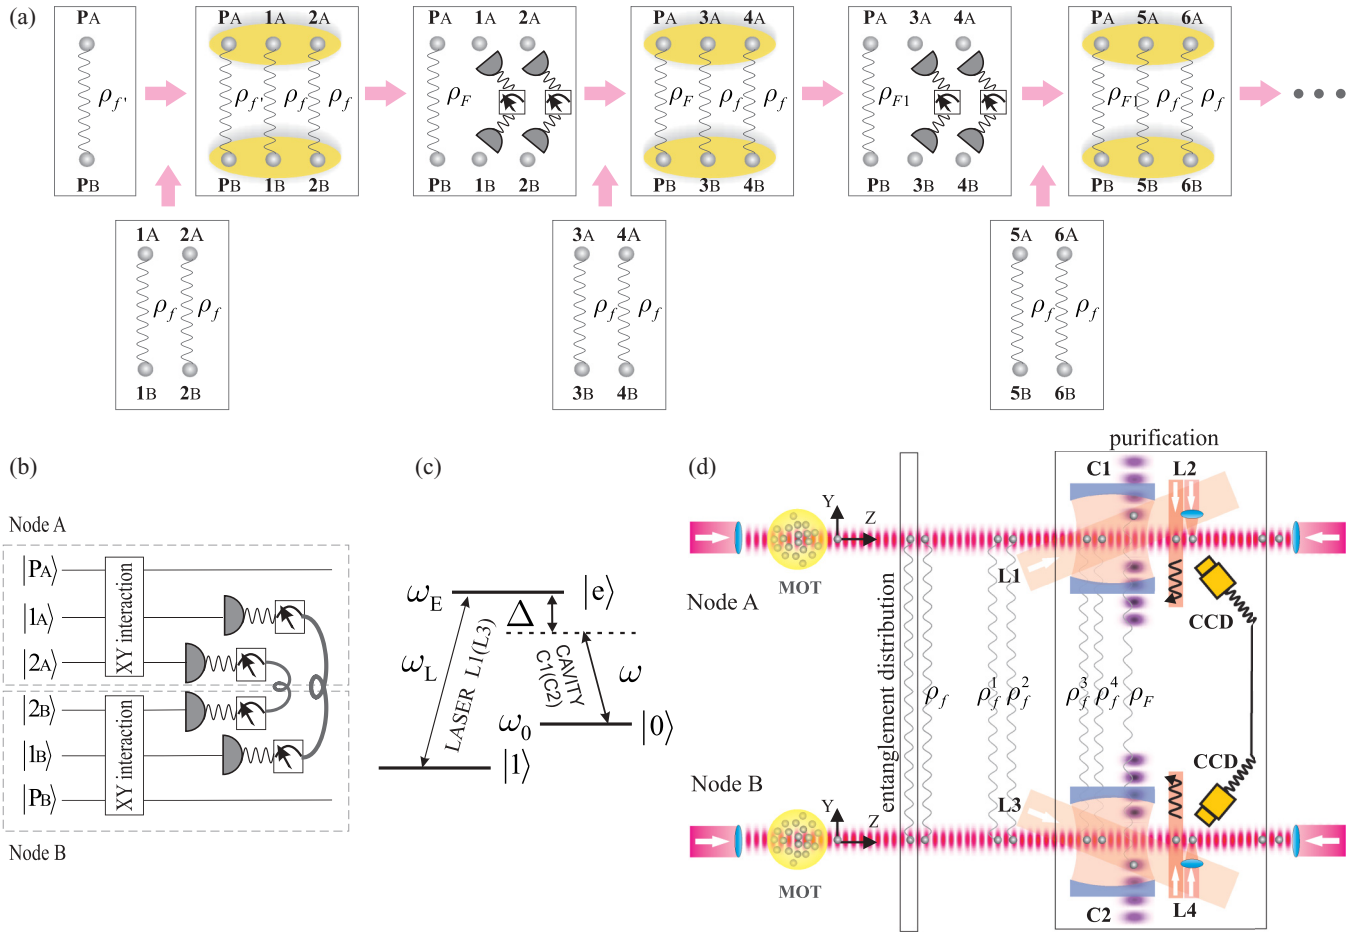 (a)
PA
PA 1A 2A
PA 1A 2A
PA 3A 4A
PA 3A 4A
PA 5A 6A
ρf'
ρf' ρf ρf
ρF
ρF ρf ρf
ρF1
ρF1 ρf ρf
PB
PB 1B 2B
PB 1B 2B
PB 3B 4B
PB 3B 4B
PB 5B 6B
1A 2A
ρf ρf
1B 2B
3A 4A
ρf ρf
3B 4B
5A 6A
ρf ρf
5B 6B
(b)
Node A
|PA⟩
|1A⟩
|2A⟩
XY interaction
|2B⟩
|1B⟩
|PB⟩
XY interaction
Node B
(c)
ωE
|e⟩
Δ
ωL
LASER L1(L3)
CAVITY
C1(C2)
ω
ω0
|0⟩
|1⟩
(d)
purification
C1
L2
Y
Z
MOT
L1
Node A
CCD
entanglement distribution
ρf
ρf1
ρf2
ρf3
ρf4
ρF
Node B
CCD
L3
Y
Z
MOT
C2
L4